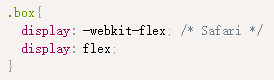 .box{
  display: -webkit-flex; /* Safari */
  display: flex;
}